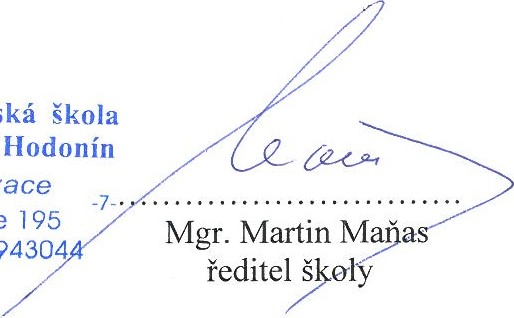 ská škola
Hodonín
vace
-7-
e 195
943044
Mgr. Martin Maňas
ředitel školy